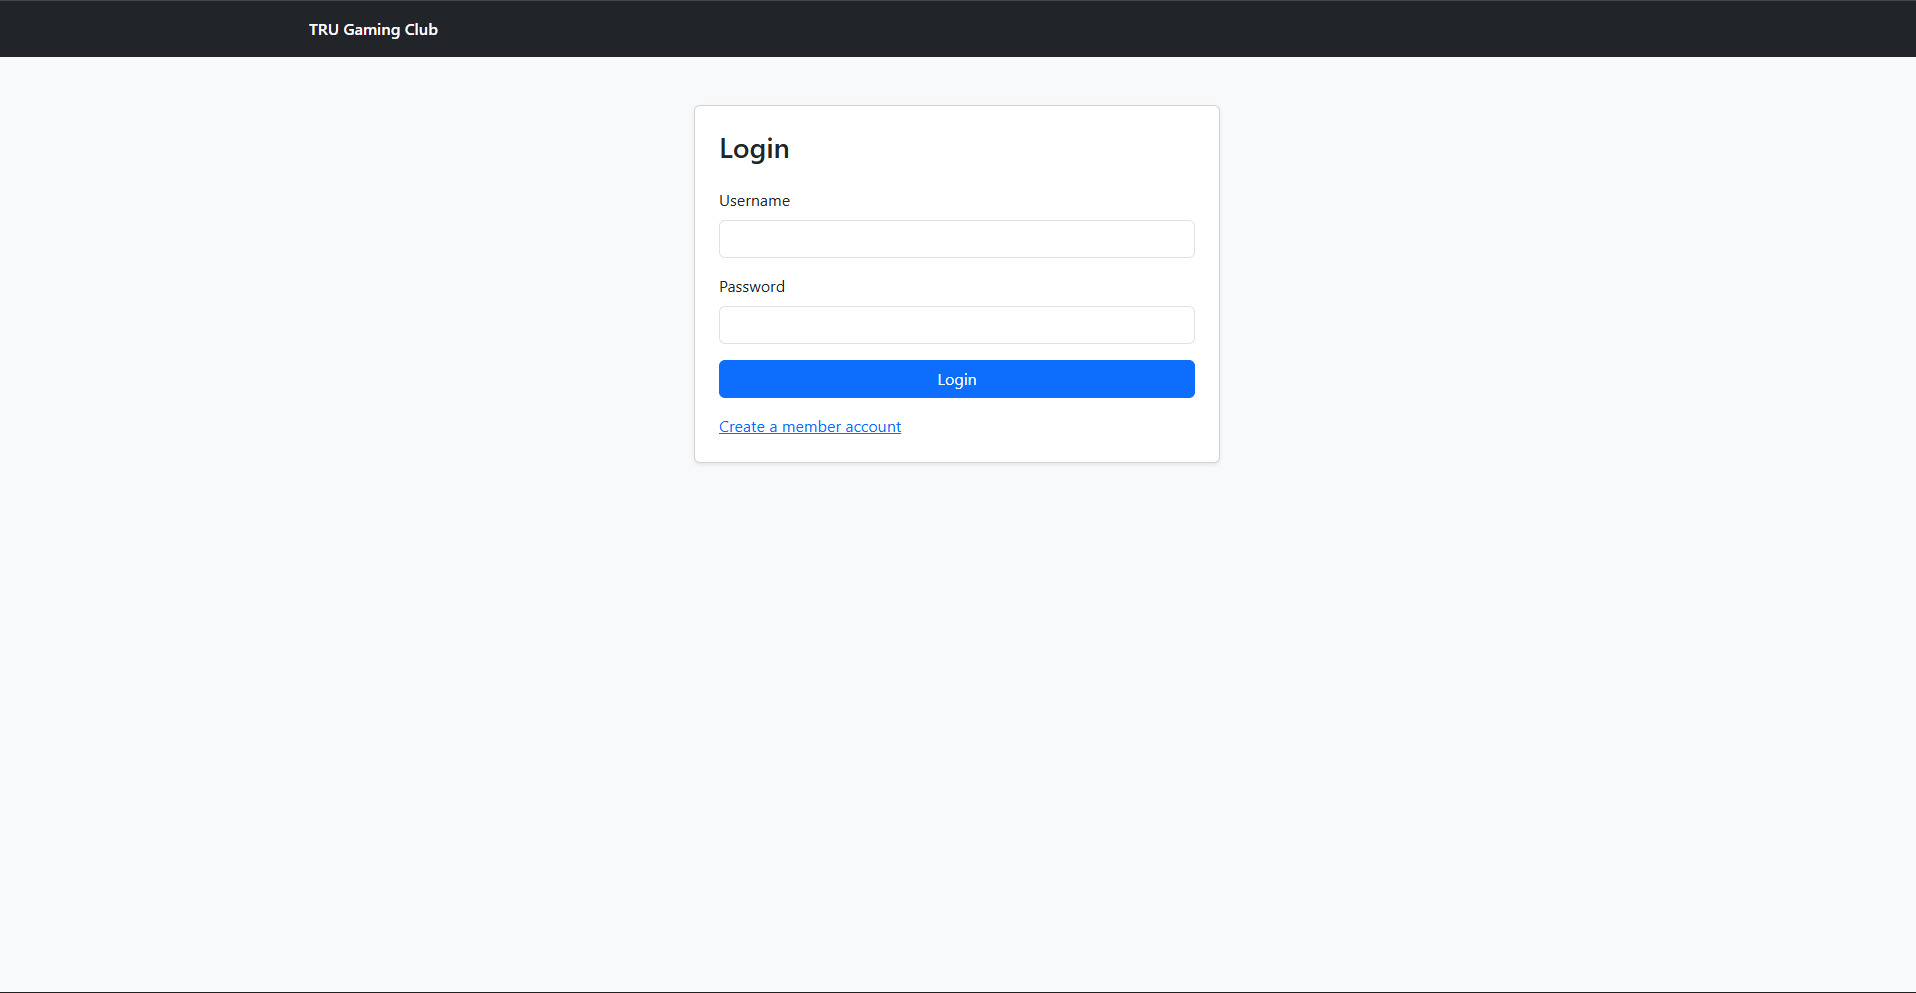 TRU Gaming Club
Login
Username
Password
Login
Create a member account